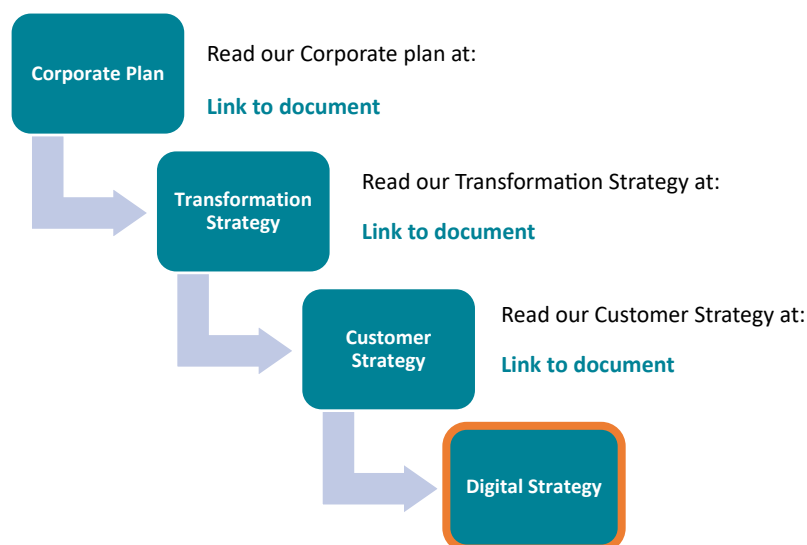 Corporate Plan
Read our Corporate plan at:
Link to document
Transformation
Strategy
Read our Transformation Strategy at:
Link to document
Customer
Strategy
Read our Customer Strategy at:
Link to document
Digital Strategy